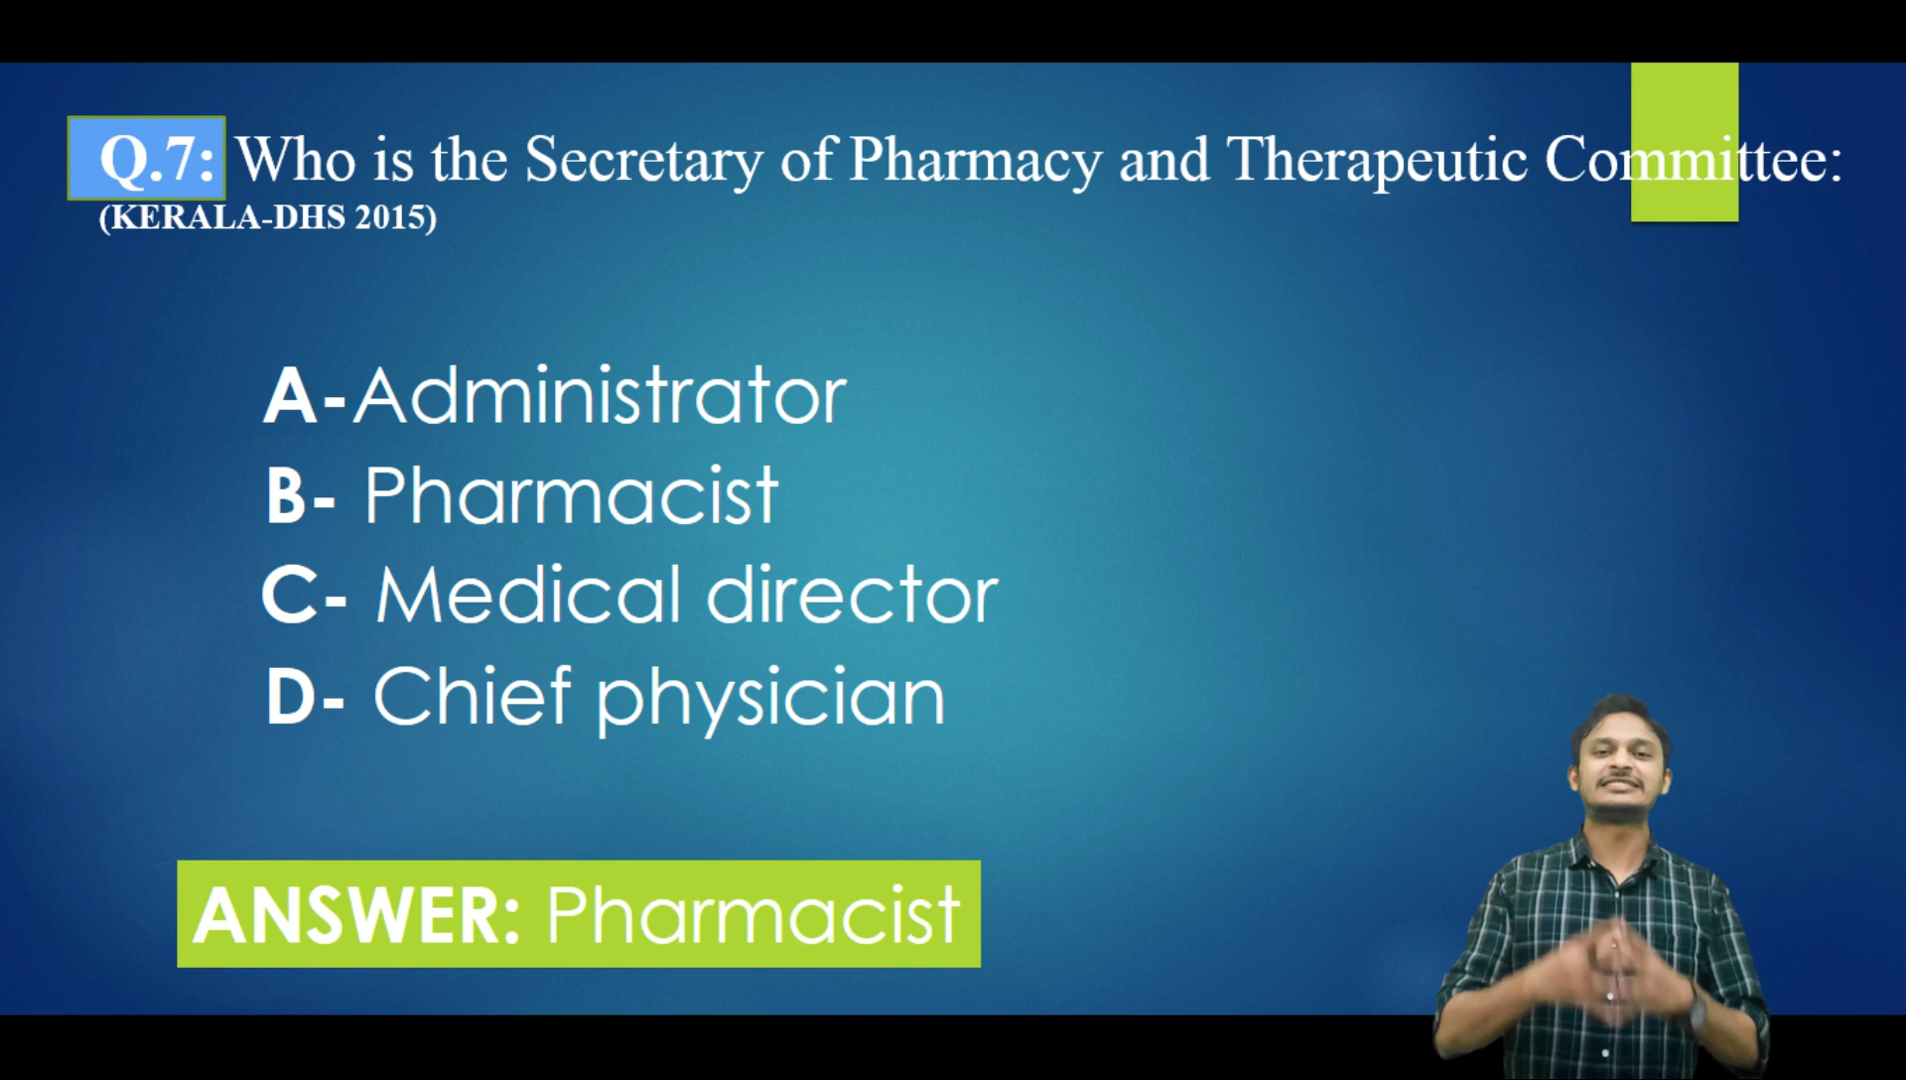 Q.7: Who is the Secretary of Pharmacy and Therapeutic Committee:
(KERALA-DHS 2015)
A-Administrator
B- Pharmacist
C- Medical director
D- Chief physician
ANSWER: Pharmacist